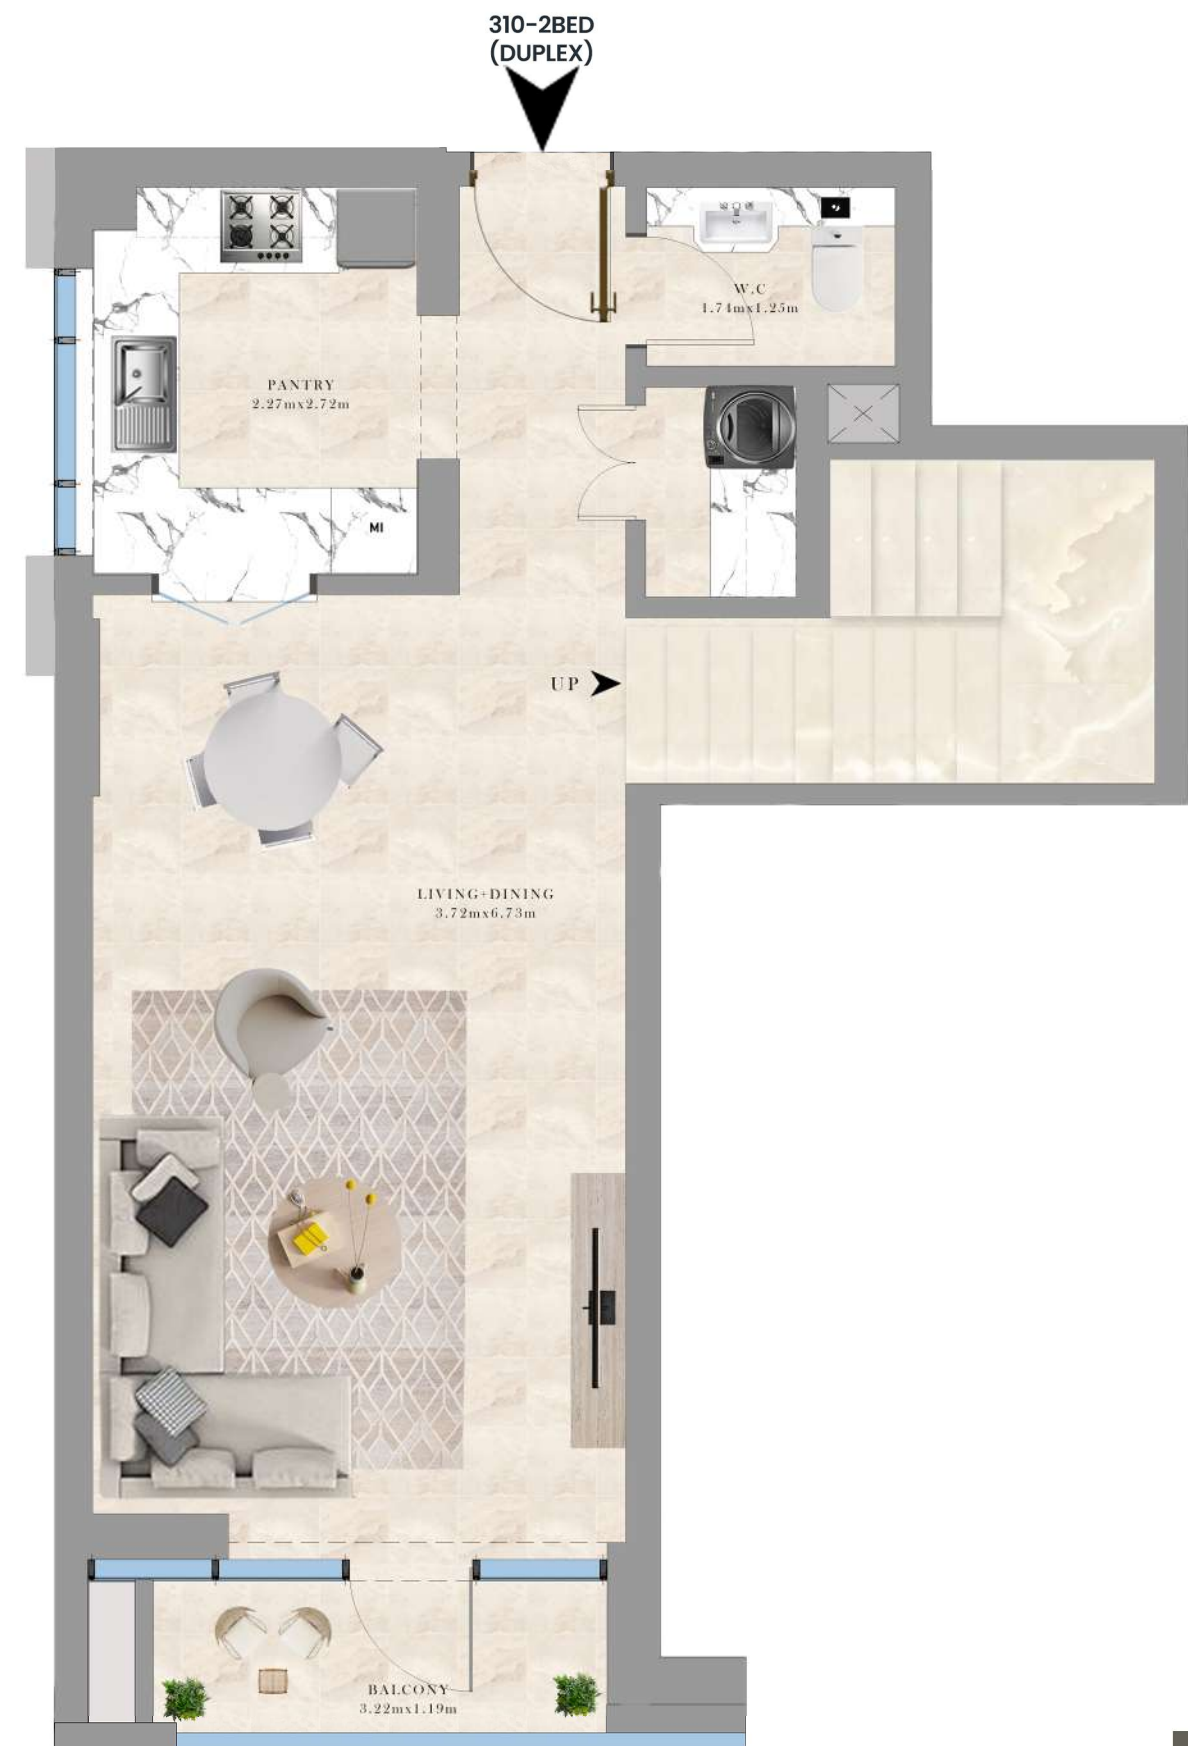 310-2BED
(DUPLEX)
W.C
1.74mx1.25m
PANTRY
2.27mx2.72m
MI
UP
LIVING+DINING
3.72mx6.73m
BALCONY
3.22mx1.19m